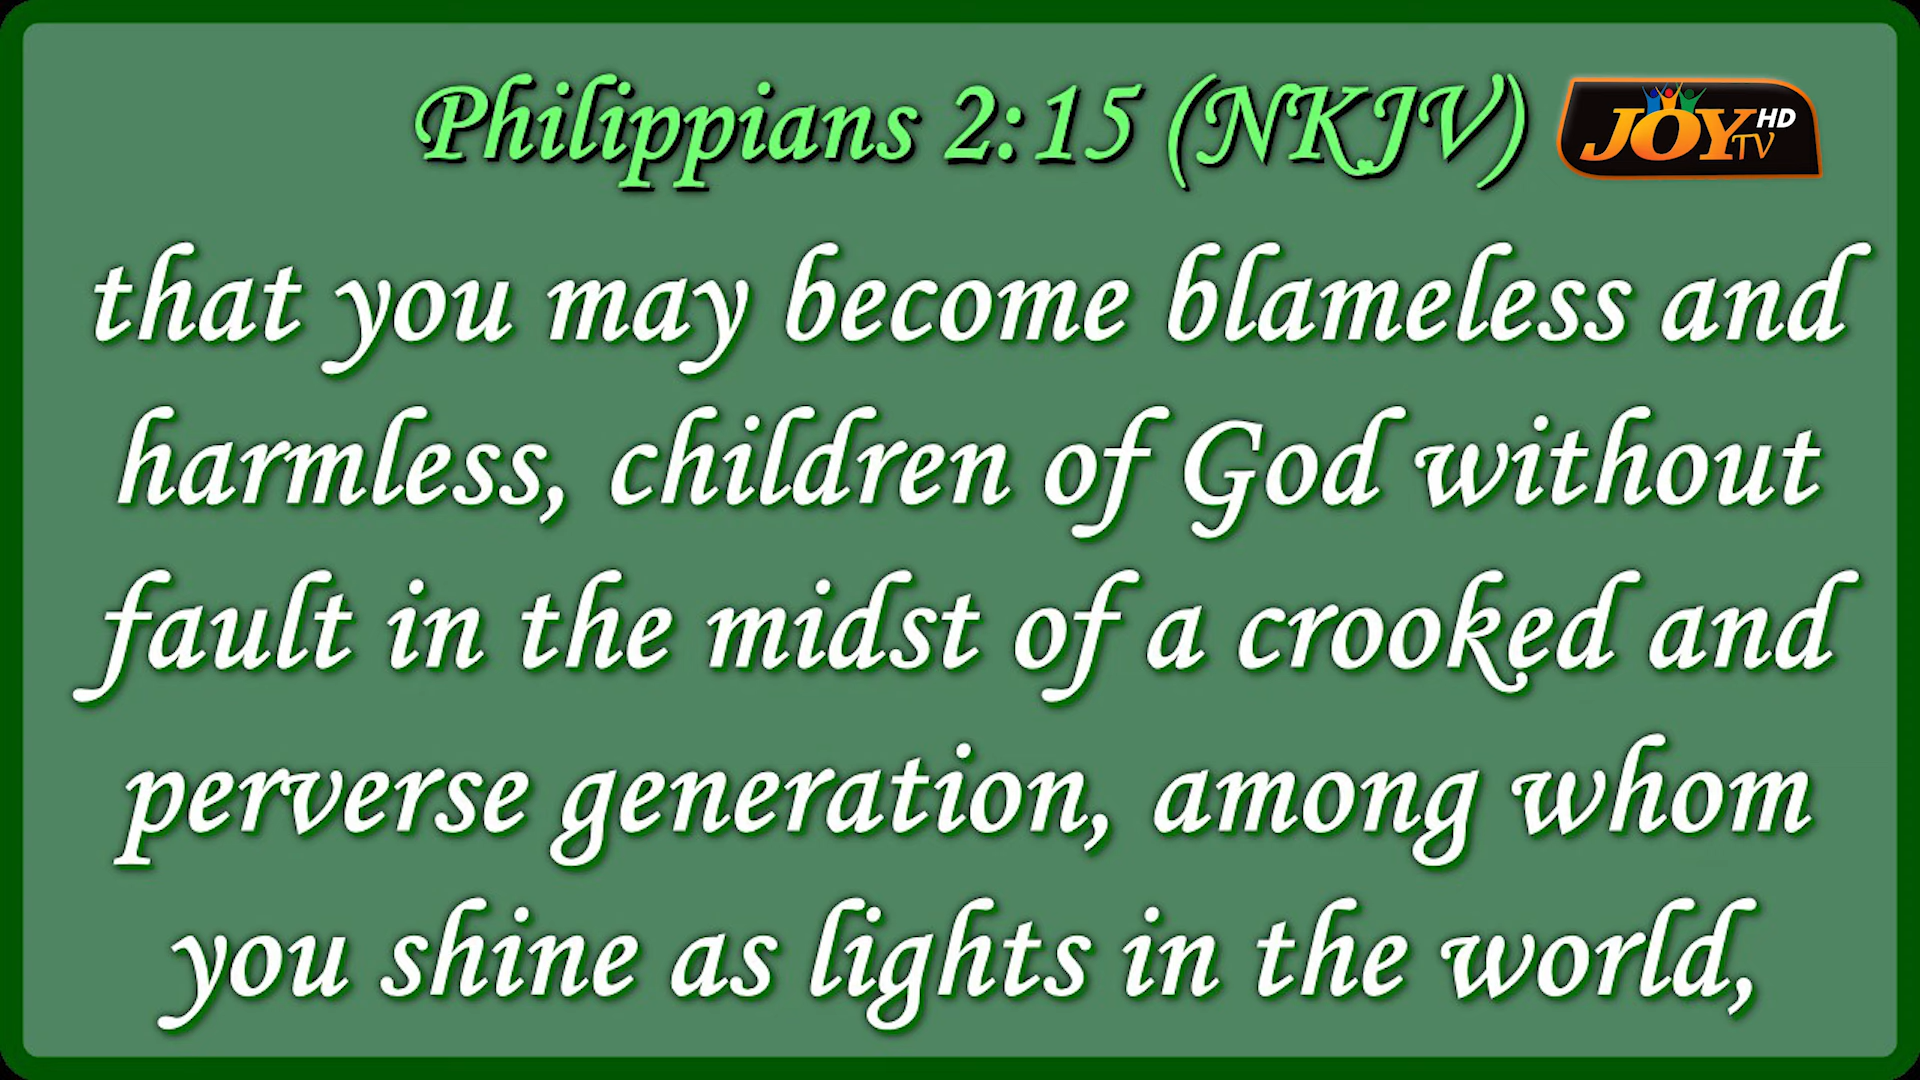 Philippians 2:15 (NKJV)
JOY TV HD
that you may become blameless and
harmless, children of God without
fault in the midst of a crooked and
perverse generation, among whom
you shine as lights in the world,